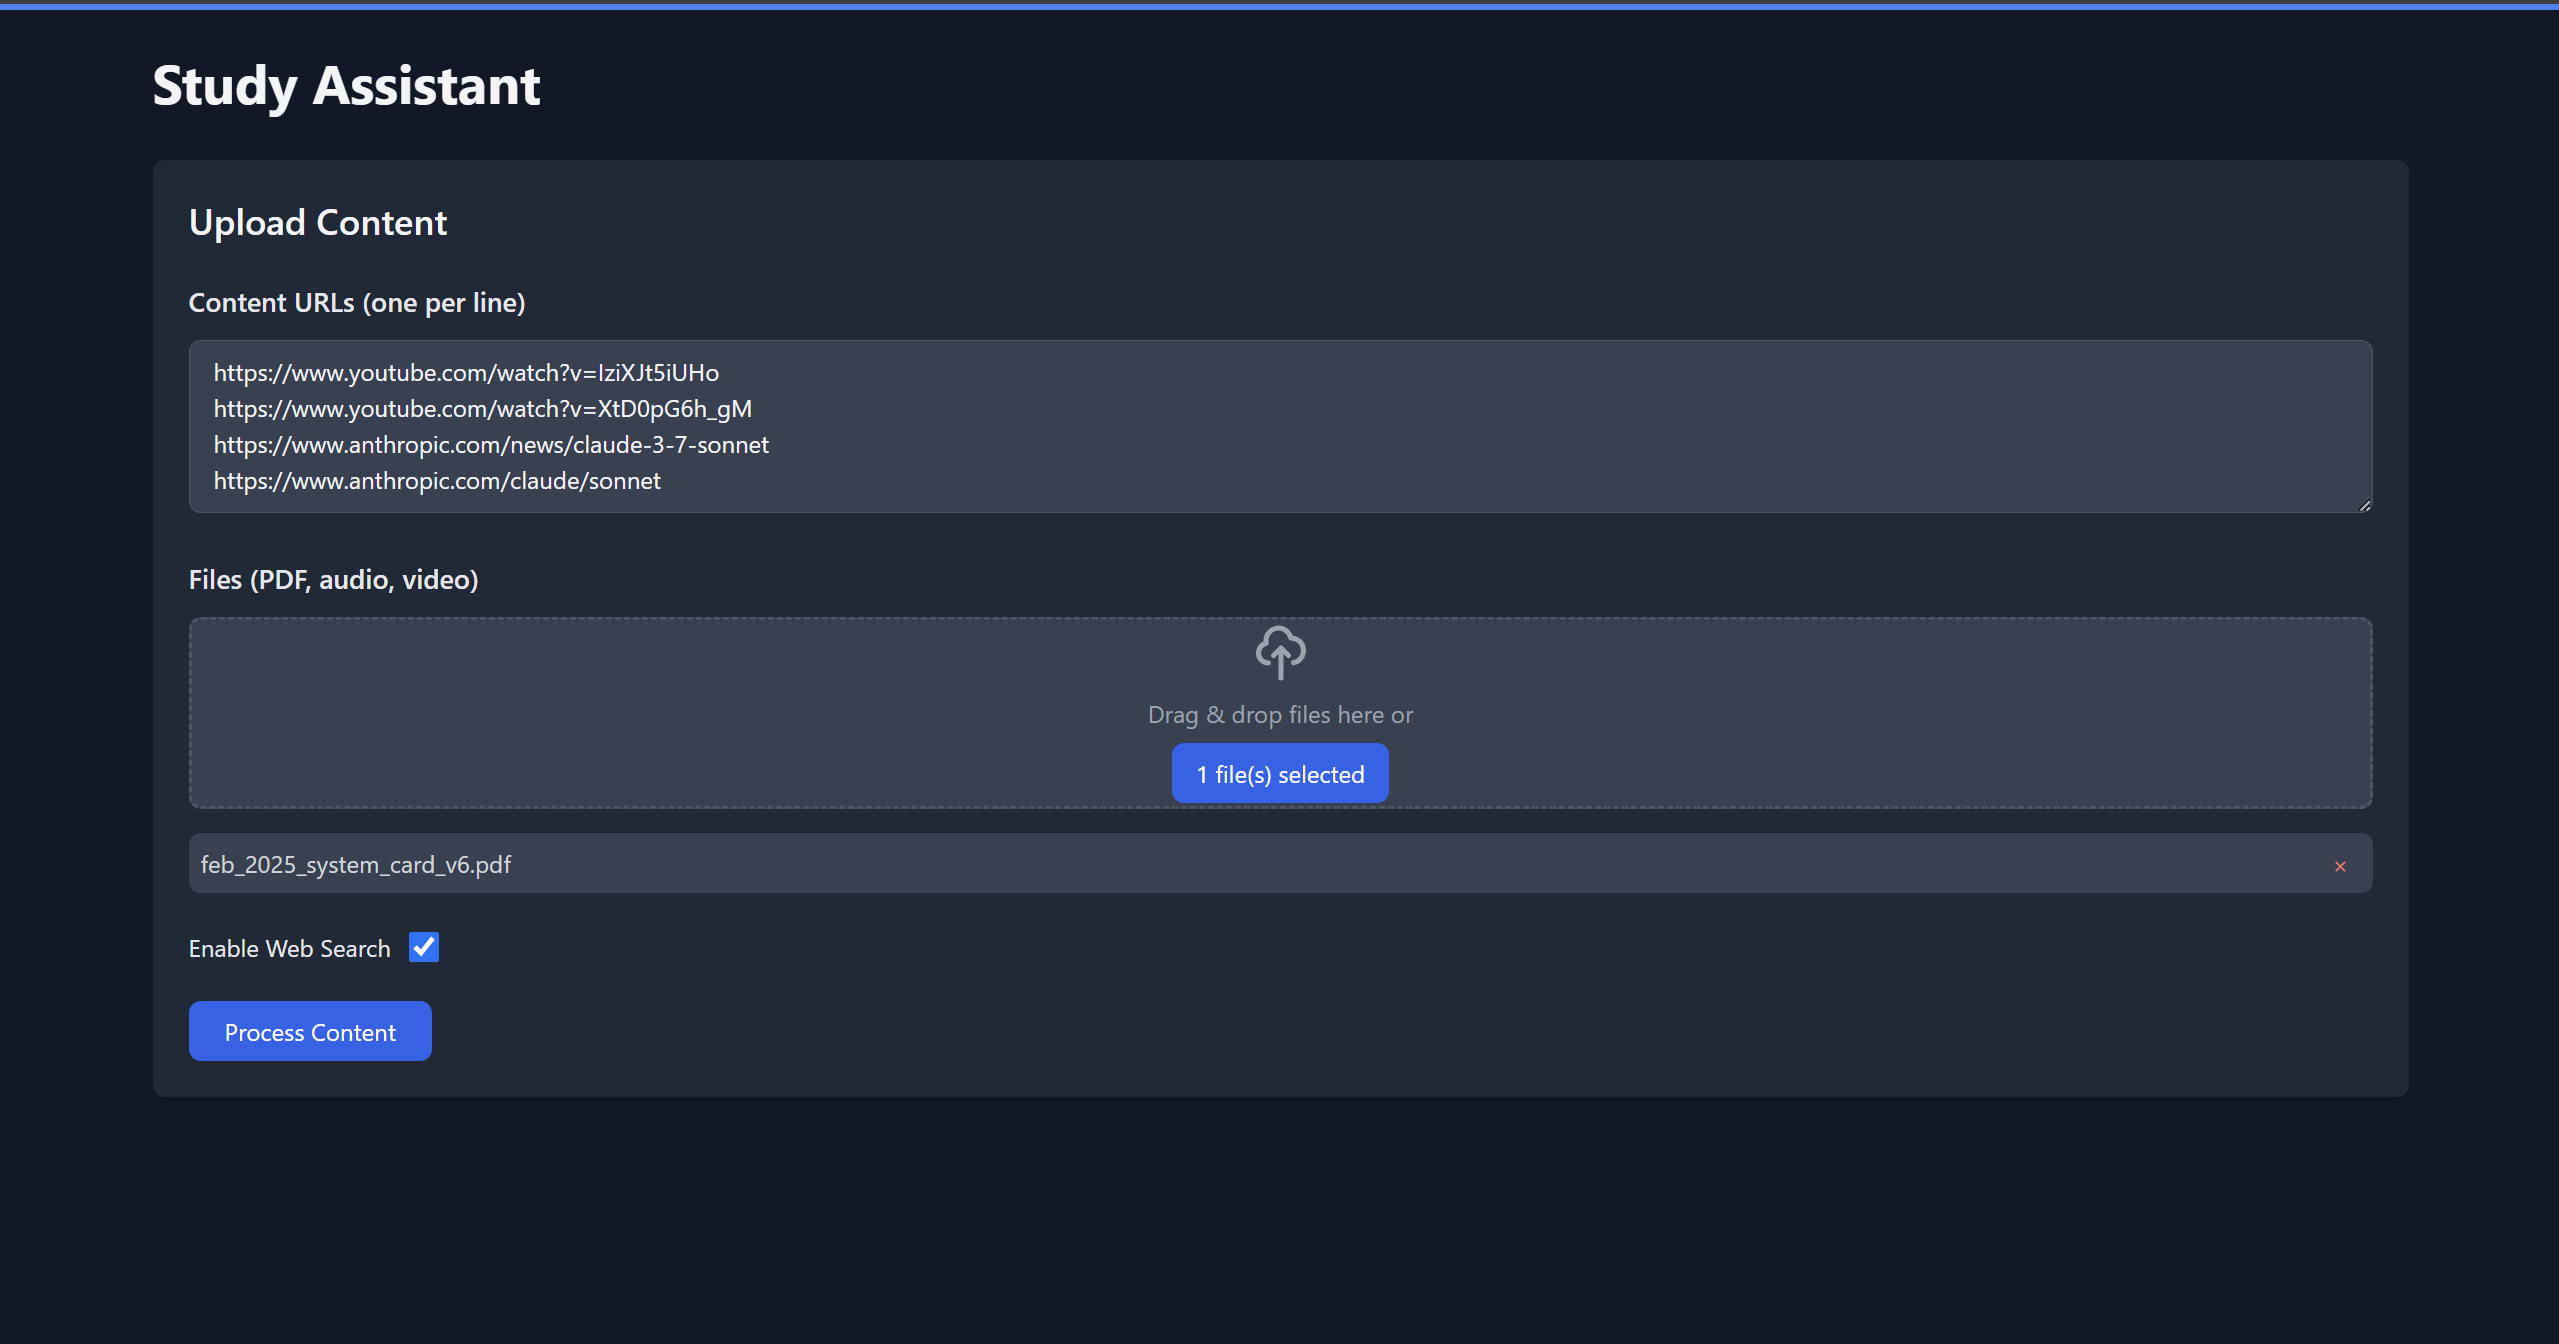 Study Assistant
Upload Content
Content URLs (one per line)
https://www.youtube.com/watch?v=IziXJt5iUHo
https://www.youtube.com/watch?v=XtD0pG6h_gM
https://www.anthropic.com/news/claude-3-7-sonnet
https://www.anthropic.com/claude/sonnet
Files (PDF, audio, video)
Drag & drop files here or
1 file(s) selected
feb_2025_system_card_v6.pdf
×
Enable Web Search
Process Content